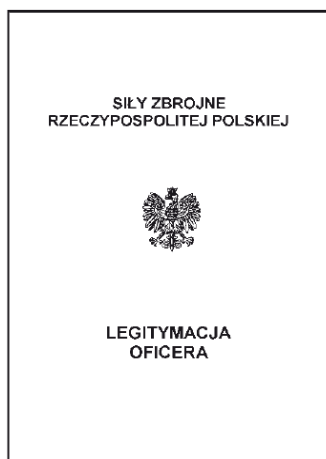 SIŁY ZBROJNE
RZECZYPOSPOLITEJ POLSKIEJ
LEGITYMACJA
OFICERA